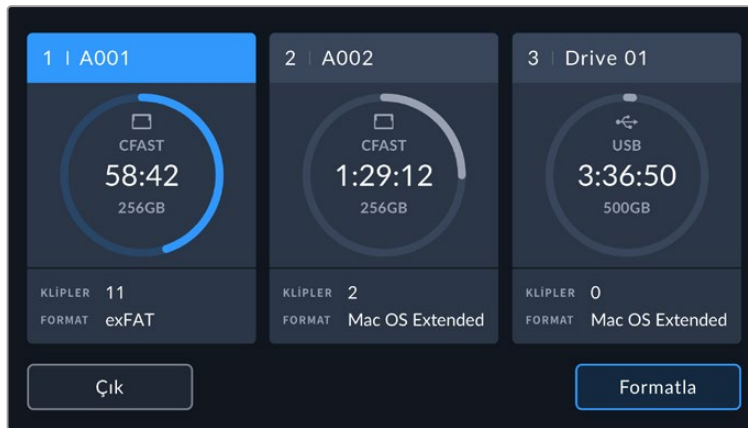 1 | A001
CFAST
58:42
256GB
KLİPLER 11
FORMAT exFAT
2 | A002
CFAST
1:29:12
256GB
KLİPLER 2
FORMAT Mac OS Extended
3 | Drive 01
USB
3:36:50
500GB
KLİPLER 0
FORMAT Mac OS Extended
Çık
Formatla